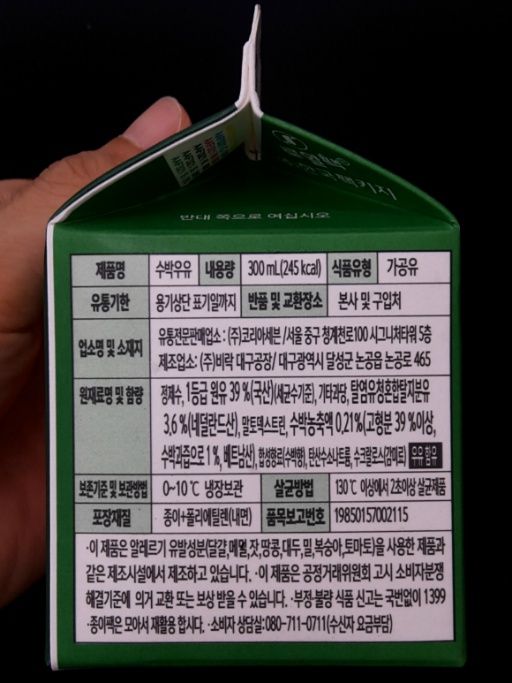 반대 쪽으로 여십시오
제품명 수박우유 내용량 300 mL(245 kcal) 식품유형 가공유
유통기한 용기상단 표기일까지 반품 및 교환장소 본사 및 구입처
업소명 및 소재지 유통전문판매업소 : (주)코리아세븐 /서울 중구 청계천로100 시그니처타워 5층
제조업소: (주)비락 대구공장/ 대구광역시 달성군 논공읍 논공로 465
원재료명 및 함량 정제수, 1등급 원유 39 %(국산)(세균수기준), 기타과당, 탈염유청혼합탈지분유
3.6 %(네덜란드산), 말토덱스트린, 수박농축액 0.21%(고형분 39 %이상,
수박과즙으로 1 %, 베트남산), 합성향료(수박향), 탄산수소나트륨, 수크랄로스(감미료) 우유 함유
보존기준 및 보관방법 0~10 ℃ 냉장보관 살균방법 130℃ 이상에서 2초이상 살균제품
포장재질 종이+폴리에틸렌(내면) 품목보고번호 19850157002115
·이 제품은 알레르기 유발성분(달걀,메밀,잣,땅콩,대두,밀,복숭아,토마토)을 사용한 제품과
같은 제조시설에서 제조하고 있습니다. ·이 제품은 공정거래위원회 고시 소비자분쟁
해결기준에 의거 교환 또는 보상 받을 수 있습니다. ·부정·불량 식품 신고는 국번없이 1399
·종이팩은 모아서 재활용 합시다. ·소비자 상담실:080-711-0711(수신자 요금부담)